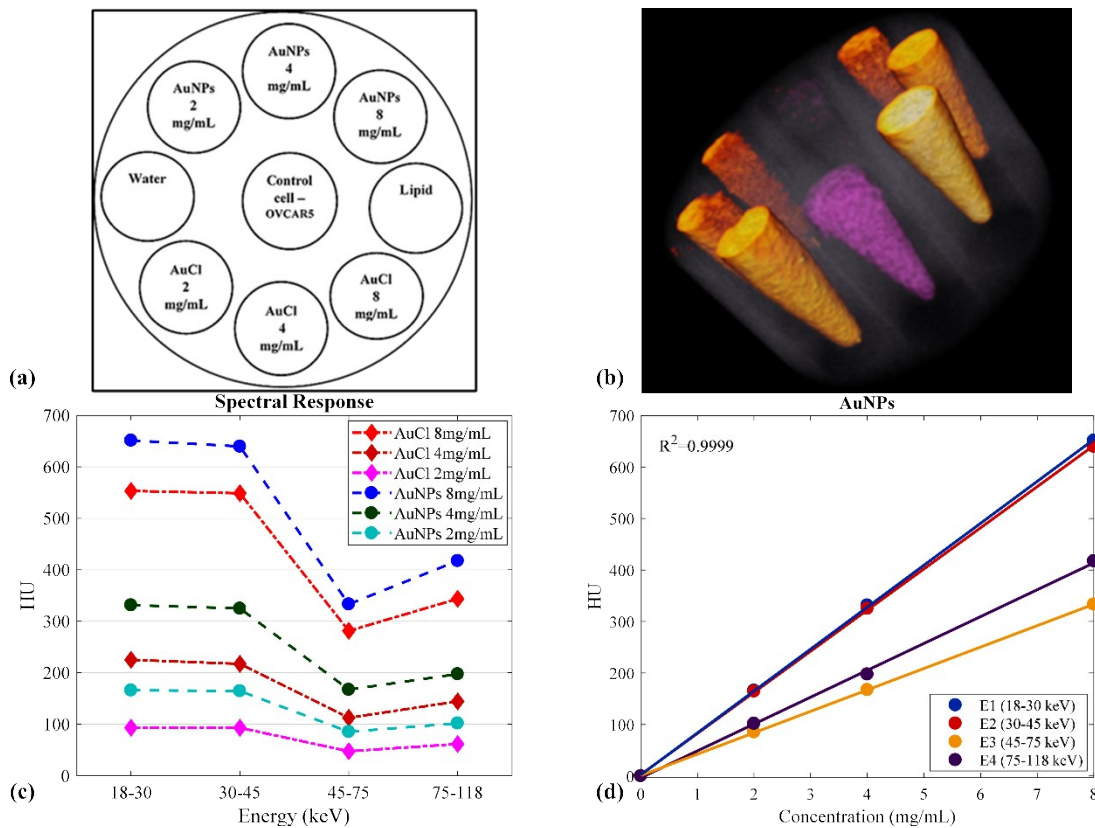 AuNPs
4
mg/mL
AuNPs
2
mg/mL
AuNPs
8
mg/mL
Water
Control
cell –
OVCAR5
Lipid
AuCl
2
mg/mL
AuCl
4
mg/mL
AuCl
8
mg/mL
(a)
(b)
Spectral Response
700
600
500
400
300
200
100
0
HU
AuCl 8mg/mL
AuCl 4mg/mL
AuCl 2mg/mL
AuNPs 8mg/mL
AuNPs 4mg/mL
AuNPs 2mg/mL
18-30
30-45
45-75
75-118
Energy (keV)
(c)
AuNPs
R²=0.9999
700
600
500
400
300
200
100
0
HU
E1 (18-30 keV)
E2 (30-45 keV)
E3 (45-75 keV)
E4 (75-118 keV)
0
1
2
3
4
5
6
7
8
Concentration (mg/mL)
(d)